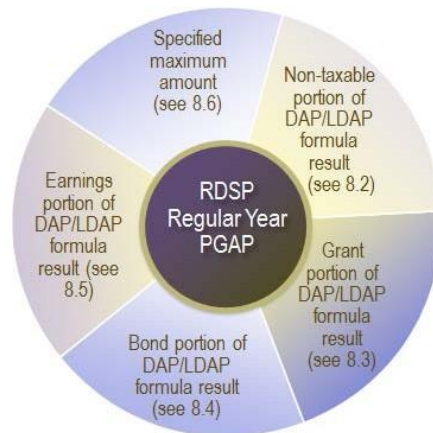 Specified
maximum
amount
(see 8.6)
Non-taxable
portion of
DAP/LDAP
formula
result
(see 8.2)
Grant
portion of
DAP/LDAP
formula
result
(see 8.3)
Bond portion of
DAP/LDAP
formula result
(see 8.4)
Earnings
portion of
DAP/LDAP
formula
result (see
8.5)
RDSP
Regular Year
PGAP